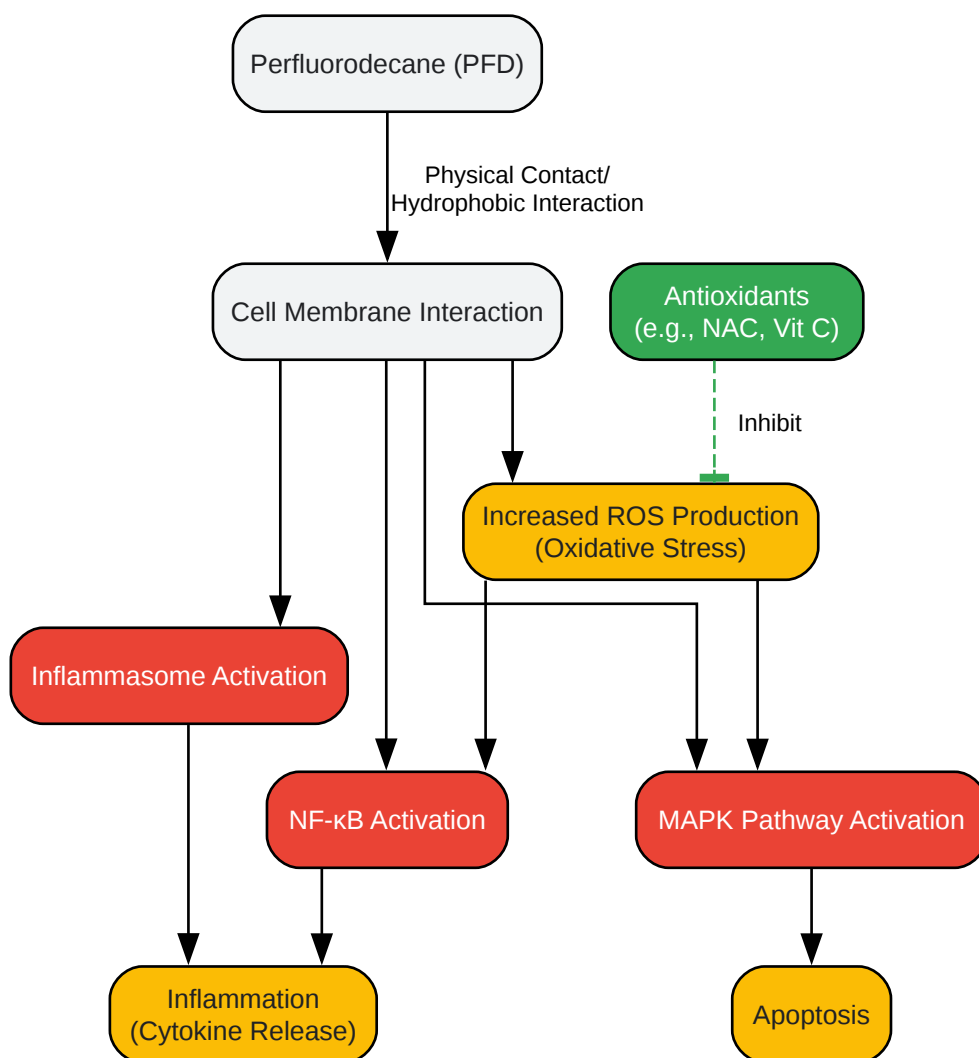 Perfluorodecane (PFD)
Physical Contact/
Hydrophobic Interaction
Cell Membrane Interaction
Antioxidants
(e.g., NAC, Vit C)
Inhibit
Increased ROS Production
(Oxidative Stress)
Inflammasome Activation
NF-κB Activation
MAPK Pathway Activation
Inflammation
(Cytokine Release)
Apoptosis